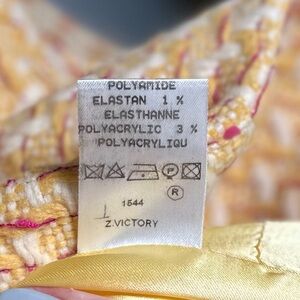 POLYAMIDE
ELASTAN 1 %
ELASTHANNE
POLYACRYLIC 3 %
POLYACRYLIQU
P
R
1544
Z.VICTORY